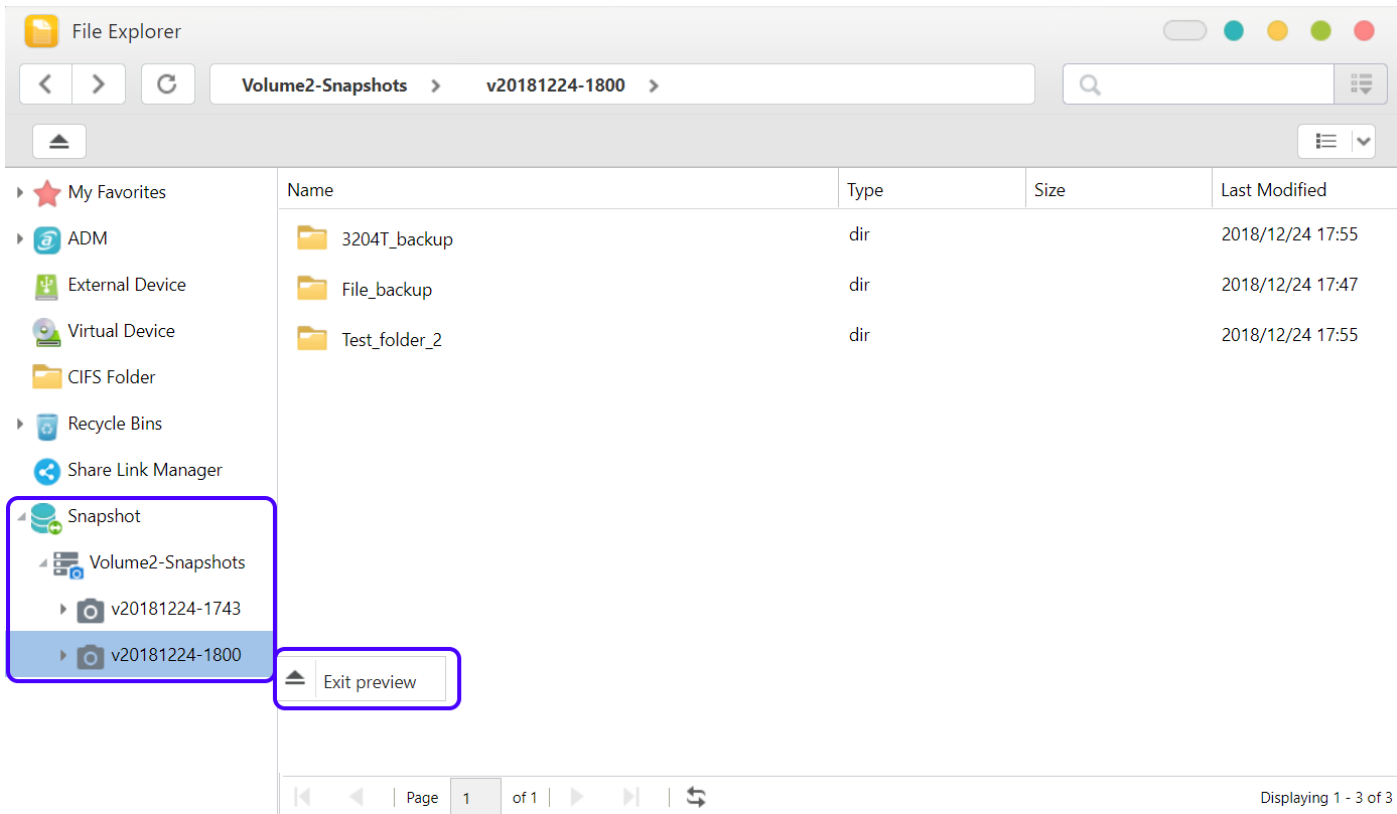 File Explorer
Volume2-Snapshots > v20181224-1800 >
My Favorites
ADM
External Device
Virtual Device
CIFS Folder
Recycle Bins
Share Link Manager
Snapshot
Volume2-Snapshots
v20181224-1743
v20181224-1800
Name Type Size Last Modified
3204T_backup dir 2018/12/24 17:55
File_backup dir 2018/12/24 17:47
Test_folder_2 dir 2018/12/24 17:55
Exit preview
Page 1 of 1 Displaying 1 - 3 of 3